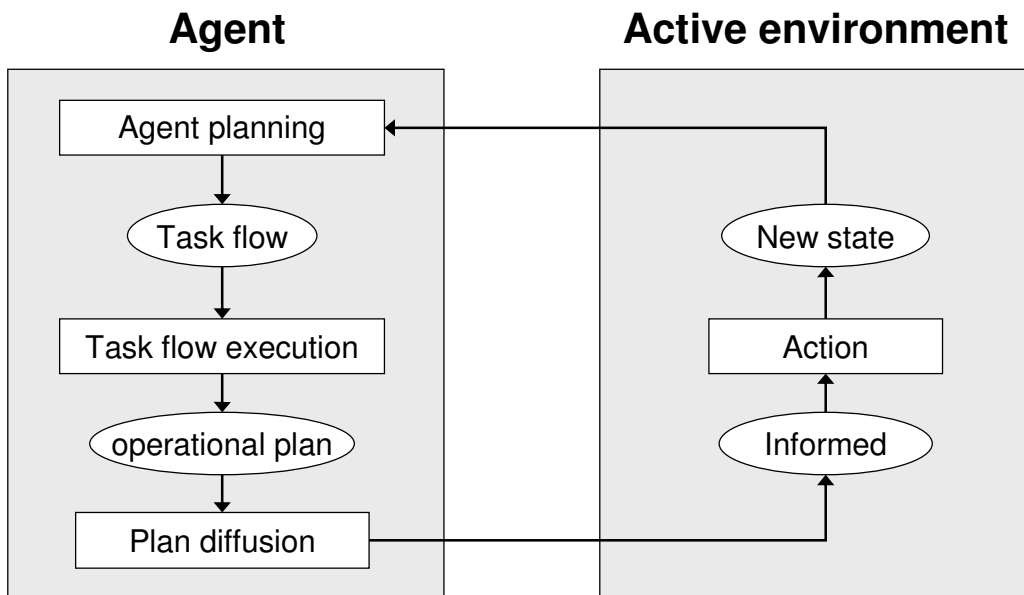 Agent
Active environment
Agent planning
Task flow
Task flow execution
operational plan
Plan diffusion
New state
Action
Informed